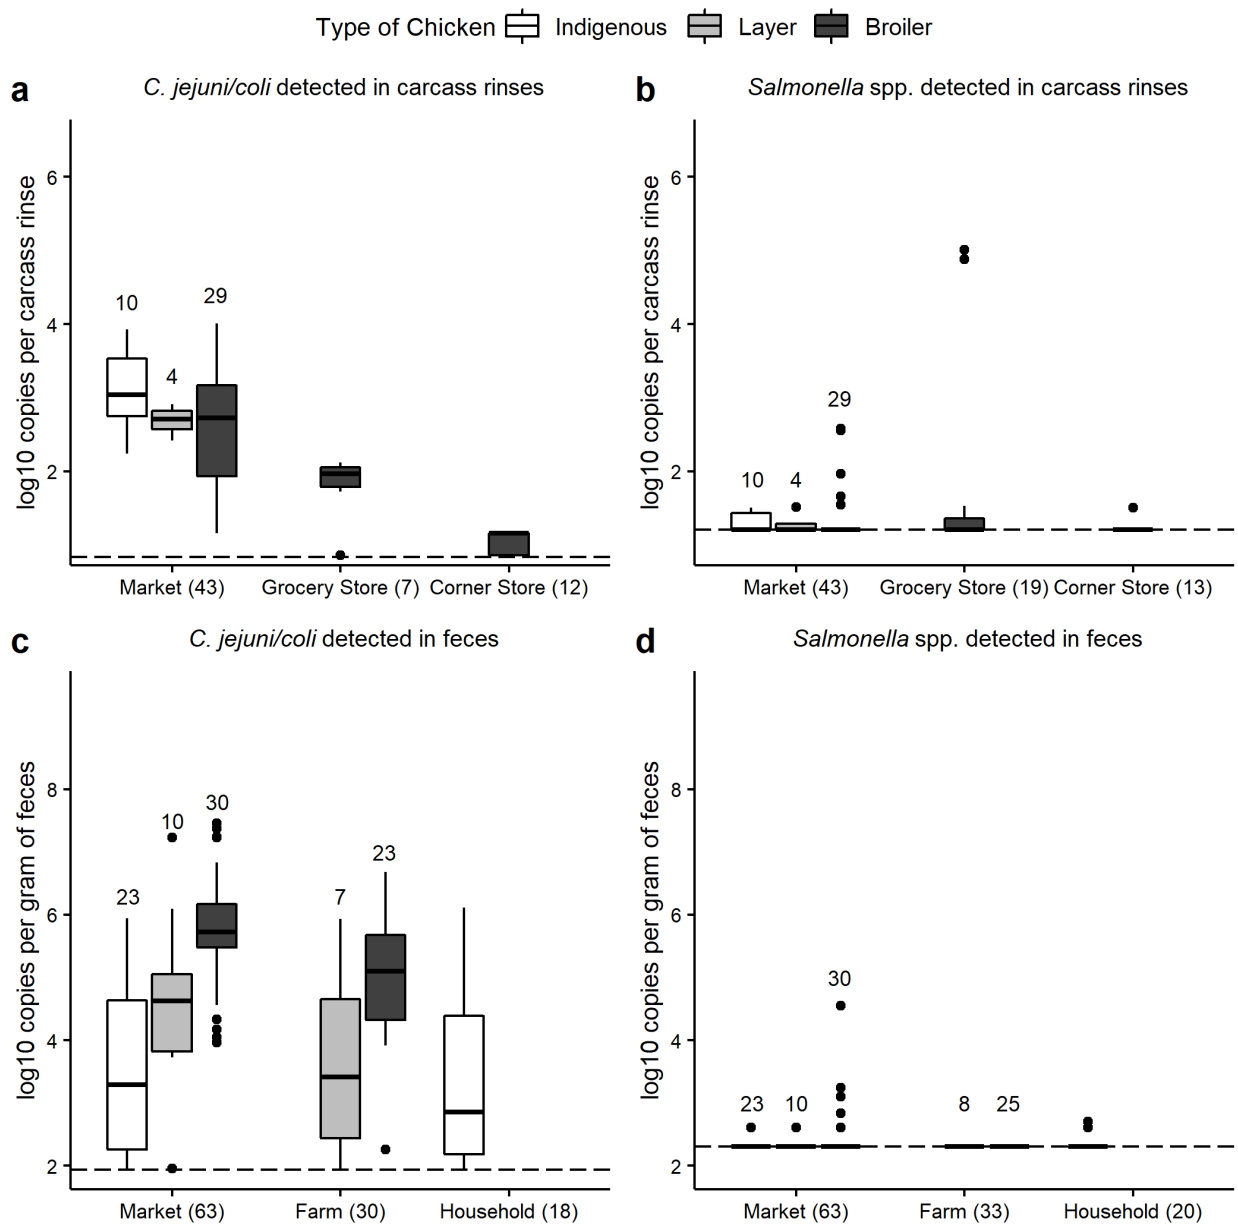 Type of Chicken Indigenous Layer Broiler
a C. jejuni/coli detected in carcass rinses
log10 copies per carcass rinse
6
4
2
10
4
29
Market (43) Grocery Store (7) Corner Store (12)
b Salmonella spp. detected in carcass rinses
log10 copies per carcass rinse
6
4
2
10
4
29
Market (43) Grocery Store (19) Corner Store (13)
c C. jejuni/coli detected in feces
log10 copies per gram of feces
8
6
4
2
23
10
30
7
23
Market (63) Farm (30) Household (18)
d Salmonella spp. detected in feces
log10 copies per gram of feces
8
6
4
2
23
10
30
8
25
Market (63) Farm (33) Household (20)